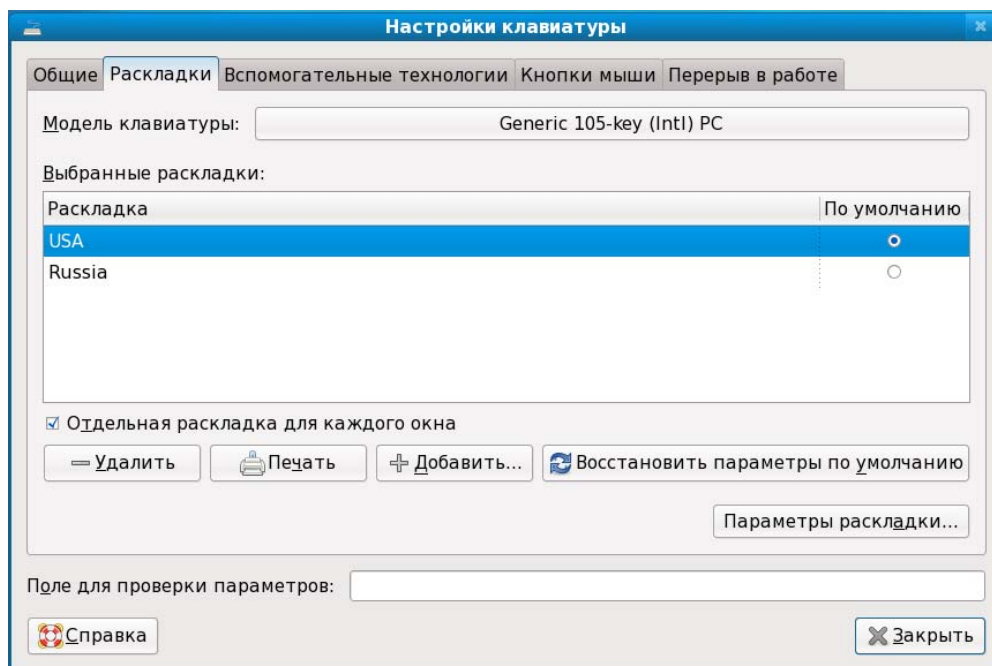 Настройки клавиатуры
Общие Раскладки Вспомогательные технологии Кнопки мыши Перерыв в работе
Модель клавиатуры: Generic 105-key (Intl) PC
Выбранные раскладки:
Раскладка По умолчанию
USA
Russia
Отдельная раскладка для каждого окна
Удалить Печать Добавить... Восстановить параметры по умолчанию
Параметры раскладки...
Поле для проверки параметров:
Справка Закрыть